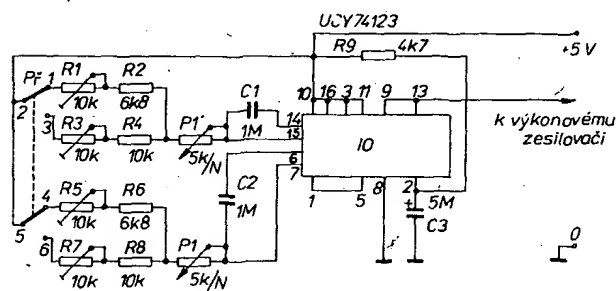 UCY74123
R9 4k7
+5 V
Př 1 R1 R2
2 10k 6k8
3 R3 R4
10k 10k
P1'
5k/N
C1
1M
14
15
6
7
10 16 3 11 9 13
IO
k výkonovému
zesilovači
1 5 8 2
5M
+
C3
C2
1M
4 R5 R6
5 10k 6k8
6 R7 R8
10k 10k
P1
5k/N
0